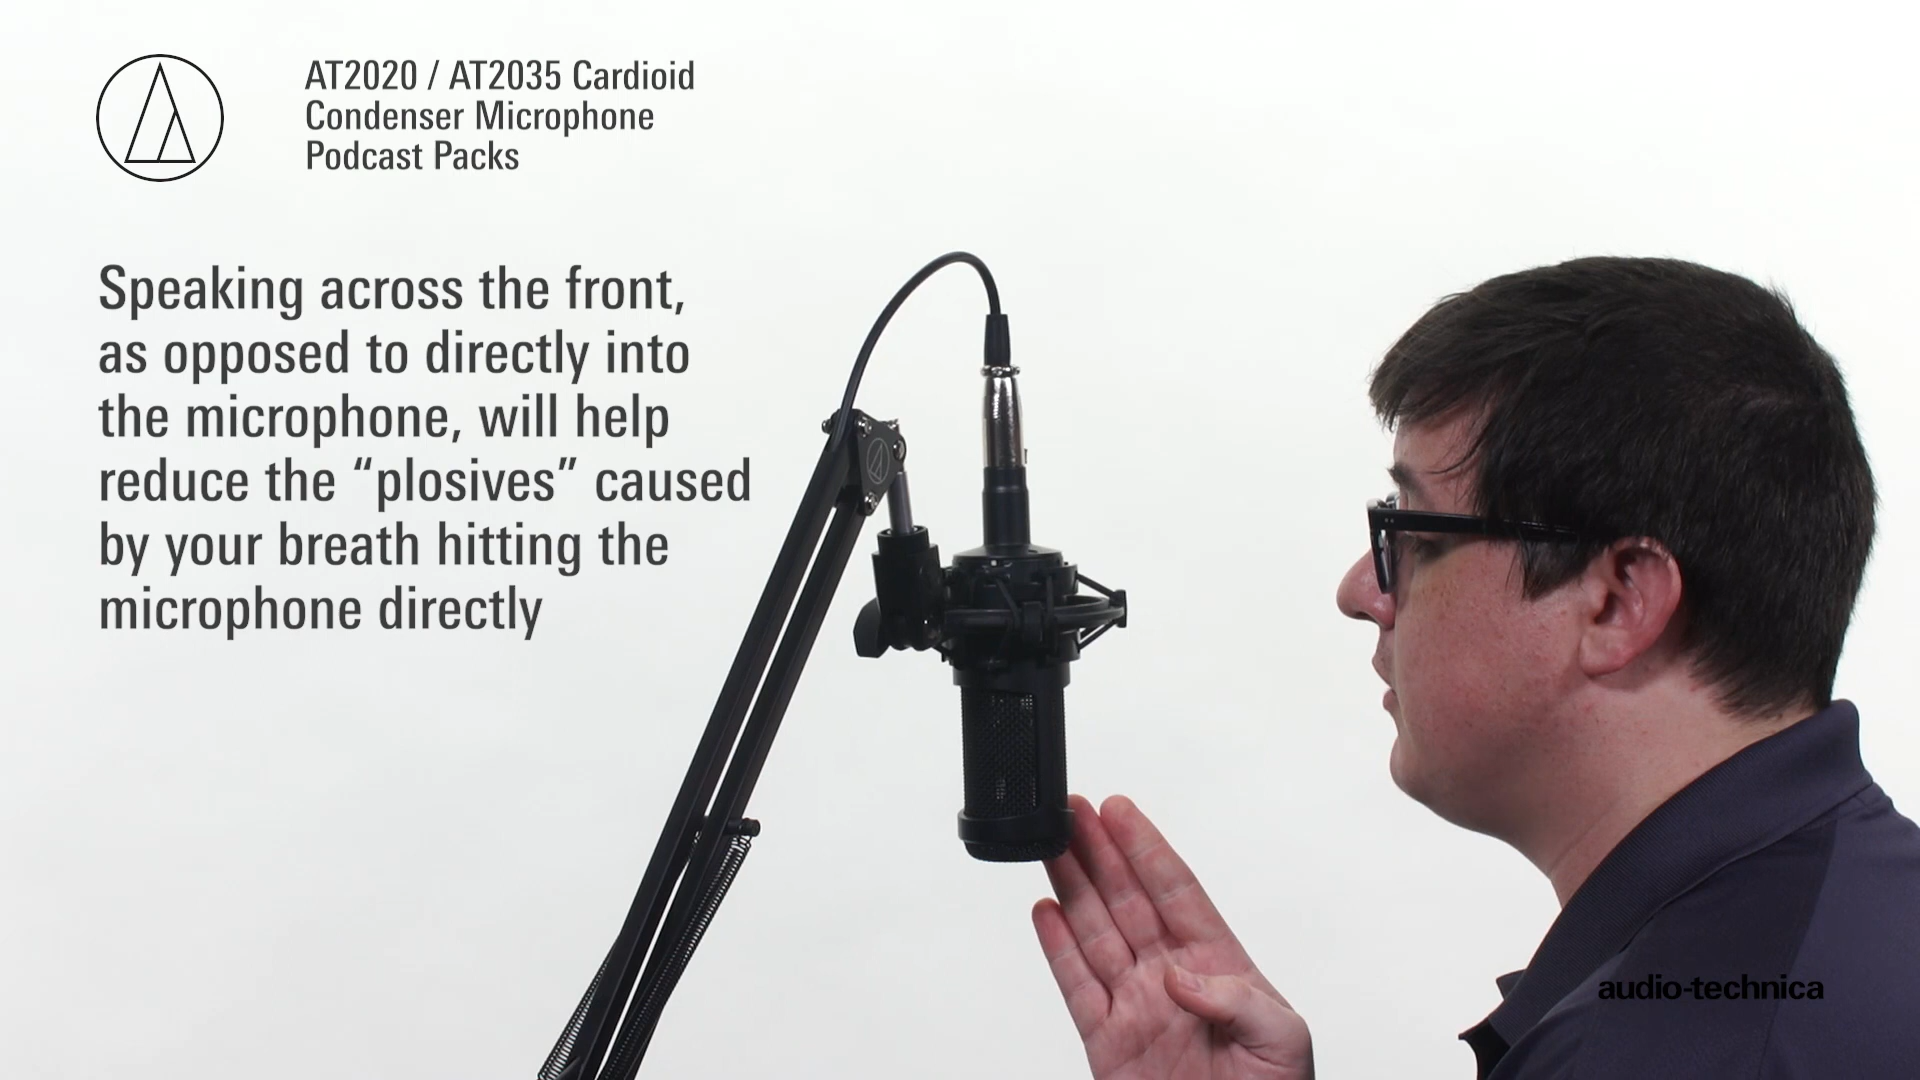 AT2020 / AT2035 Cardioid
Condenser Microphone
Podcast Packs
Speaking across the front,
as opposed to directly into
the microphone, will help
reduce the “plosives” caused
by your breath hitting the
microphone directly
audio-technica